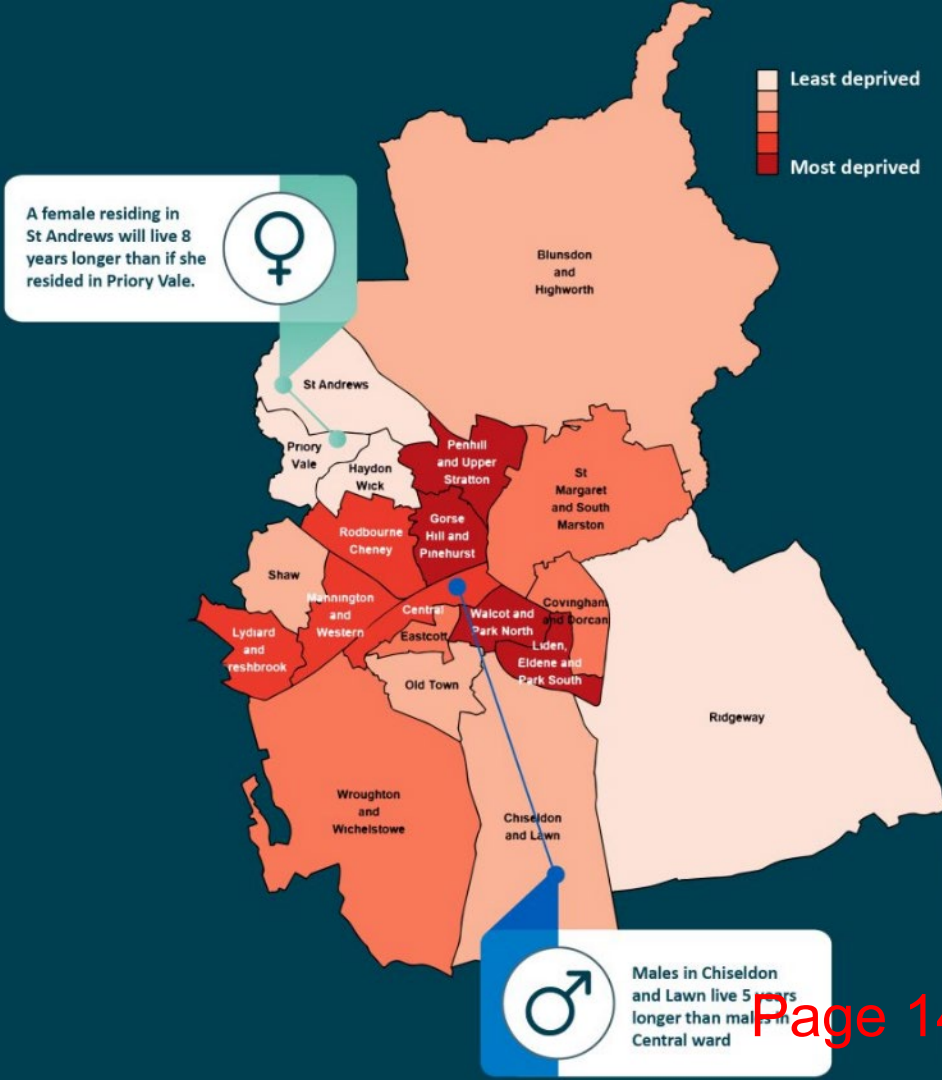 Least deprived
Most deprived
A female residing in
St Andrews will live 8
years longer than if she
resided in Priory Vale.
Blunsdon
and
Highworth
St Andrews
Priory
Vale
Haydon
Wick
Penhill
and Upper
Stratton
St
Margaret
and South
Marston
Rodbourne
Cheney
Gorse
Hill and
Pinehurst
Shaw
Mannington
and
Western
Central
Eastcott
Walcot and
Park North
Covingham
and Dorcan
Lydiard
and
reshbrook
Liden,
Eldene and
Park South
Old Town
Ridgeway
Wroughton
and
Wichelstowe
Chiseldon
and Lawn
Males in Chiseldon
and Lawn live 5 years
longer than males in
Central ward
Page 14